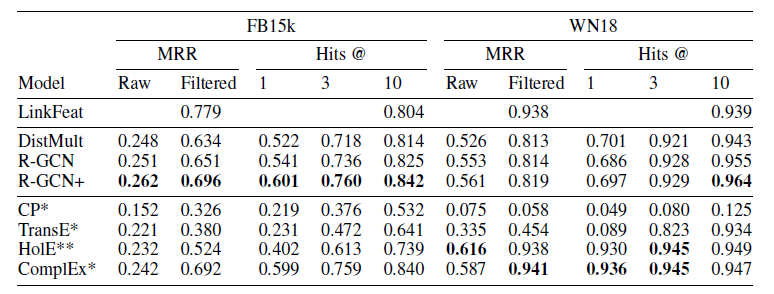 FB15k WN18
MRR Hits @ MRR Hits @
Model Raw Filtered 1 3 10 Raw Filtered 1 3 10
LinkFeat 0.779 0.804 0.938 0.939
DistMult 0.248 0.634 0.522 0.718 0.814 0.526 0.813 0.701 0.921 0.943
R-GCN 0.251 0.651 0.541 0.736 0.825 0.553 0.814 0.686 0.928 0.955
R-GCN+ 0.262 0.696 0.601 0.760 0.842 0.561 0.819 0.697 0.929 0.964
CP* 0.152 0.326 0.219 0.376 0.532 0.075 0.058 0.049 0.080 0.125
TransE* 0.221 0.380 0.231 0.472 0.641 0.335 0.454 0.089 0.823 0.934
HolE** 0.232 0.524 0.402 0.613 0.739 0.616 0.938 0.930 0.945 0.949
ComplEx* 0.242 0.692 0.599 0.759 0.840 0.587 0.941 0.936 0.945 0.947